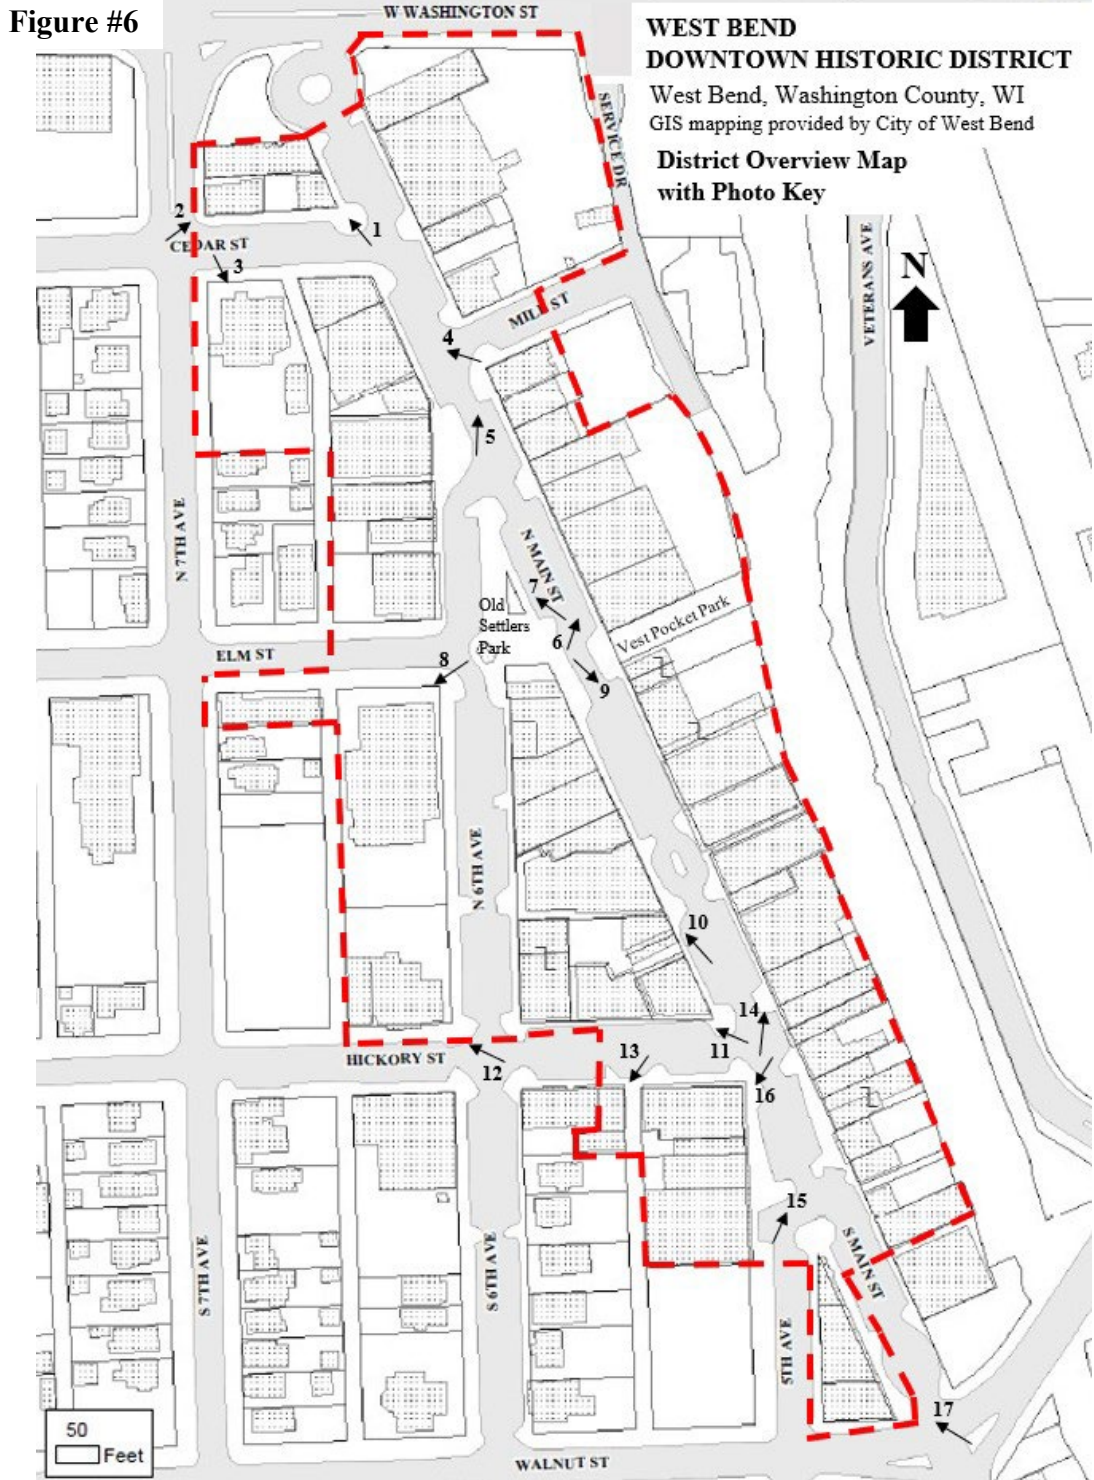 Figure #6
W WASHINGTON ST
WEST BEND
DOWNTOWN HISTORIC DISTRICT
West Bend, Washington County, WI
GIS mapping provided by City of West Bend
District Overview Map
with Photo Key
SERVICE DR
2
1
CEDAR ST
3
VETERANS AVE
N
MILL ST
4
5
N 7TH AVE
N MAIN ST
7
Old
Settlers
Park
Vest Pocket Park
6
ELM ST
8
9
N 6TH AVE
10
14
HICKORY ST
11
12
13
16
15
S 7TH AVE
S 6TH AVE
S MAIN ST
5TH AVE
17
50
Feet
WALNUT ST